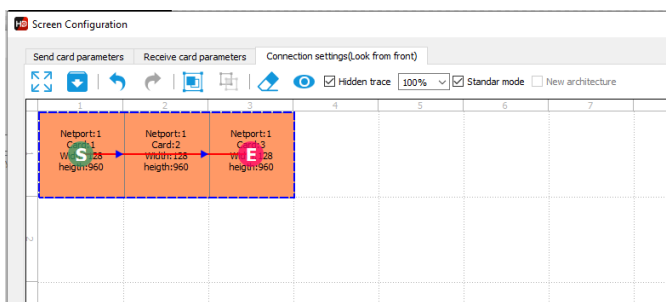 HD Screen Configuration
Send card parameters Receive card parameters Connection settings(Look from front)
Hidden trace 100% Standar mode New architecture
1 2 3 4 5 6 7
Netport:1 Netport:1 Netport:1
Card:1 Card:2 Card:3
Width:128 Width:128 Width:128
heigth:960 heigth:960 heigth:960
S E
1
2